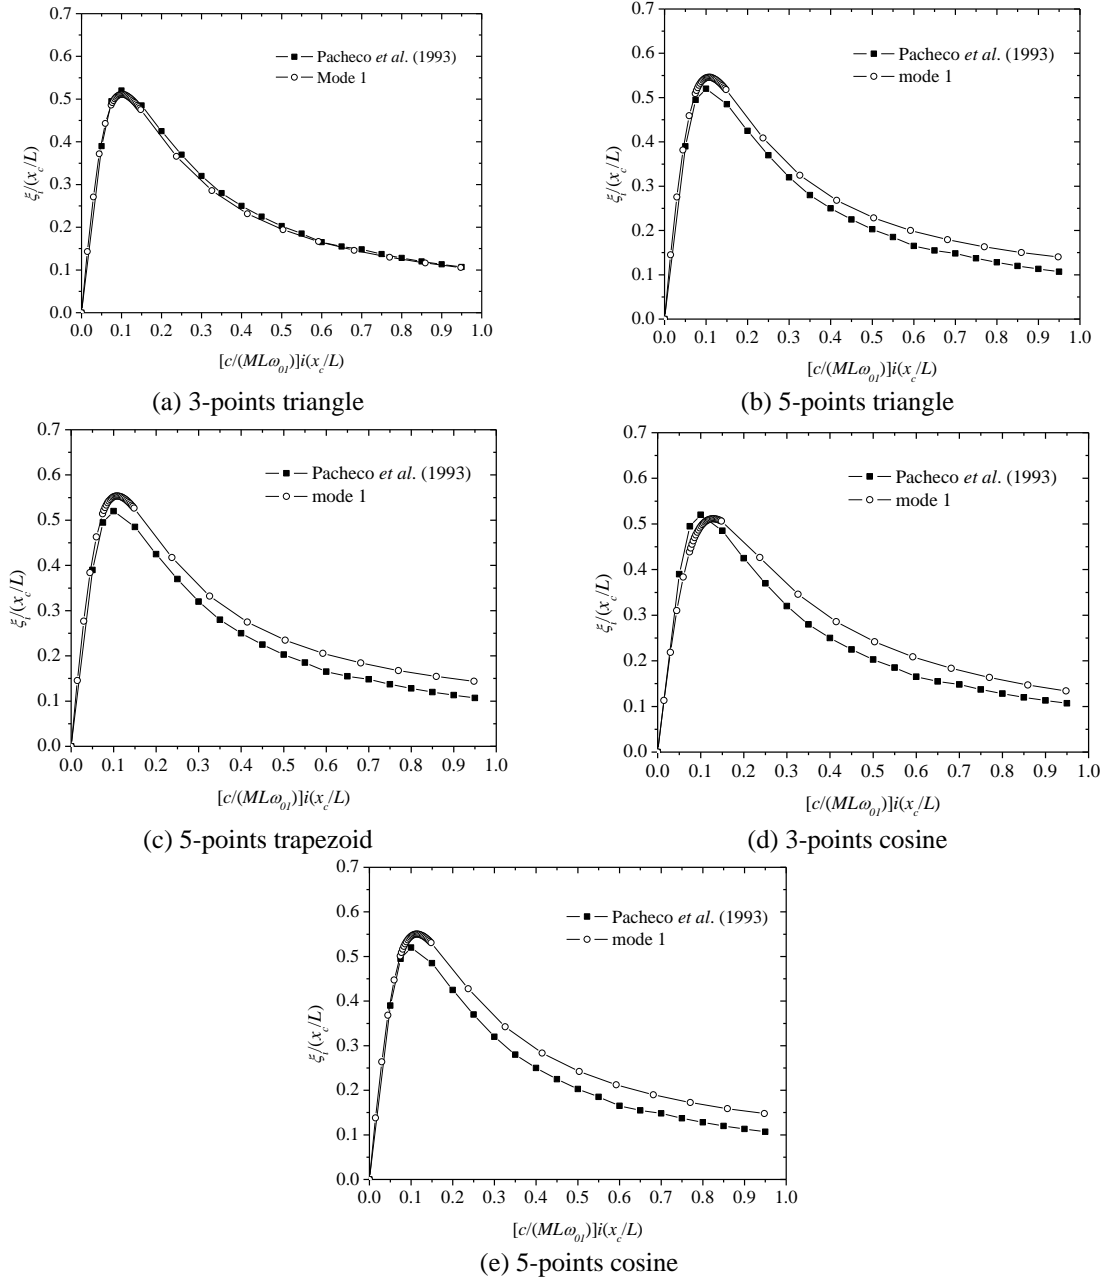 0.7
0.6
0.5
0.4
0.3
0.2
0.1
0.0
ξi/(xc/L)
Pacheco et al. (1993)
Mode 1
0.0 0.1 0.2 0.3 0.4 0.5 0.6 0.7 0.8 0.9 1.0
[c/(MLω01)]i(xc/L)
(a) 3-points triangle
0.7
0.6
0.5
0.4
0.3
0.2
0.1
0.0
ξi/(xc/L)
Pacheco et al. (1993)
mode 1
0.0 0.1 0.2 0.3 0.4 0.5 0.6 0.7 0.8 0.9 1.0
[c/(MLω01)]i(xc/L)
(b) 5-points triangle
0.7
0.6
0.5
0.4
0.3
0.2
0.1
0.0
ξi/(xc/L)
Pacheco et al. (1993)
mode 1
0.0 0.1 0.2 0.3 0.4 0.5 0.6 0.7 0.8 0.9 1.0
[c/(MLω01)]i(xc/L)
(c) 5-points trapezoid
0.7
0.6
0.5
0.4
0.3
0.2
0.1
0.0
ξi/(xc/L)
Pacheco et al. (1993)
mode 1
0.0 0.1 0.2 0.3 0.4 0.5 0.6 0.7 0.8 0.9 1.0
[c/(MLω01)]i(xc/L)
(d) 3-points cosine
0.7
0.6
0.5
0.4
0.3
0.2
0.1
0.0
ξi/(xc/L)
Pacheco et al. (1993)
mode 1
0.0 0.1 0.2 0.3 0.4 0.5 0.6 0.7 0.8 0.9 1.0
[c/(MLω01)]i(xc/L)
(e) 5-points cosine